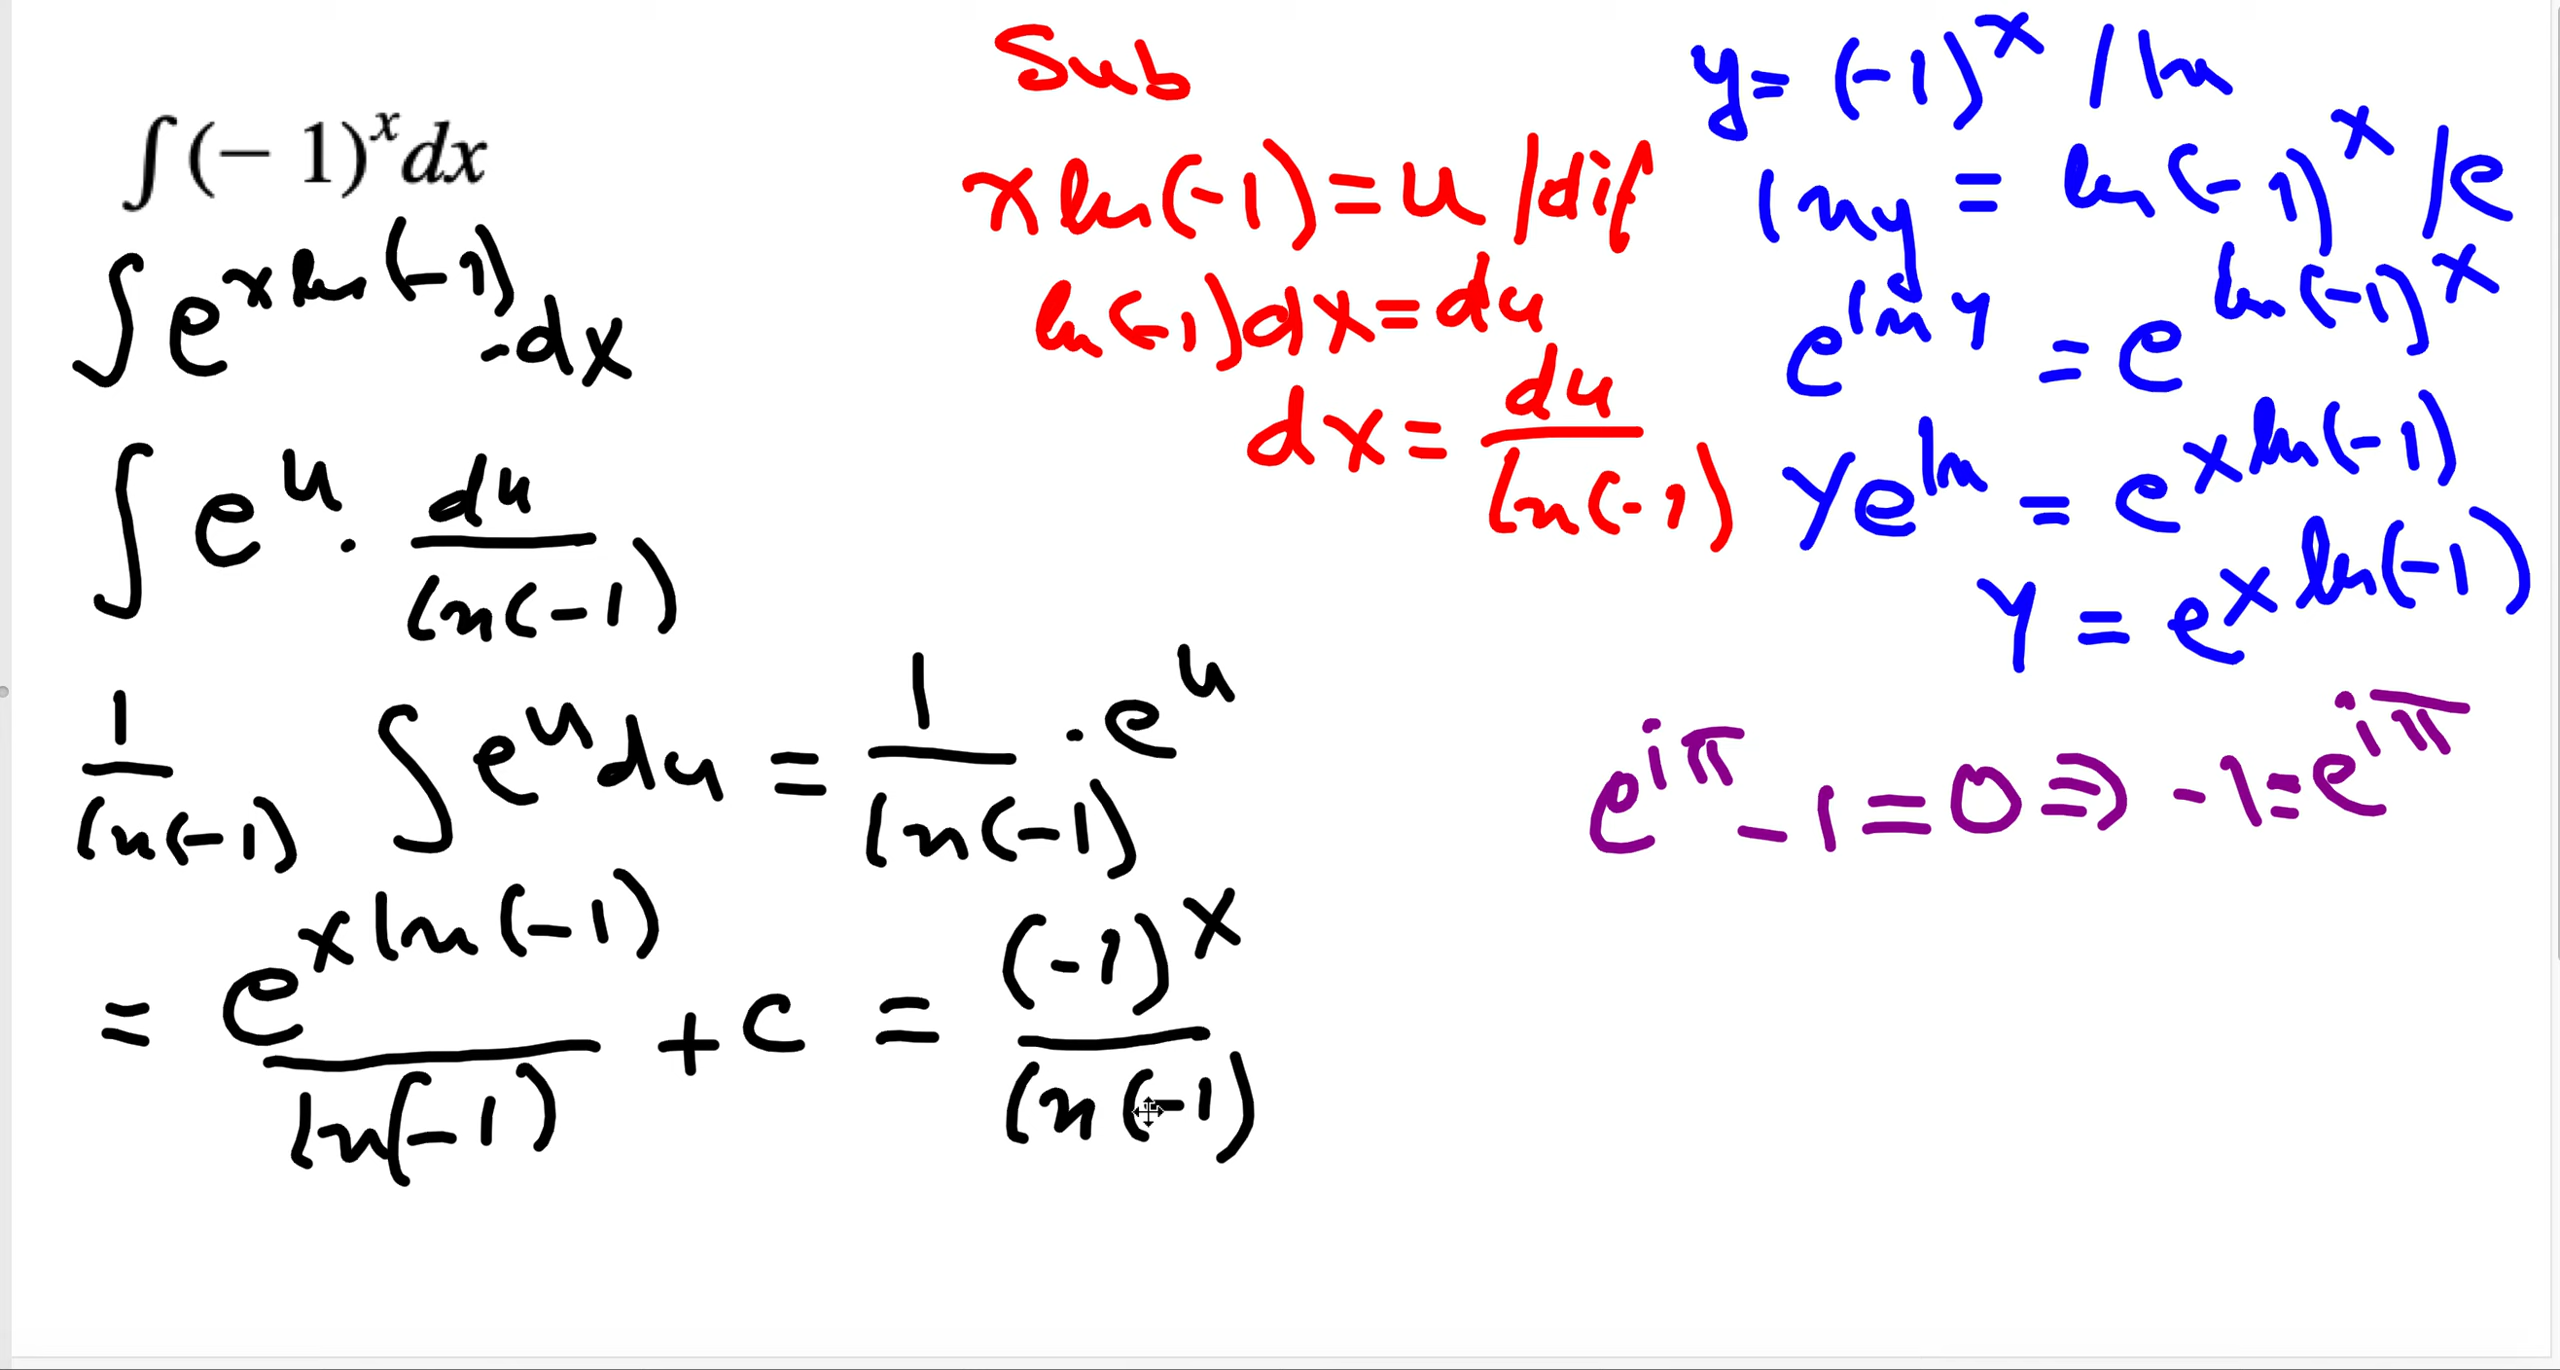 ∫(− 1)^x dx
∫e^{x ln(-1)} · dx
∫ e^u · du/ln(-1)
1/ln(-1) ∫ e^u du = 1/ln(-1) · e^u
= e^{x ln(-1)}/ln(-1) + c = (-1)^x/ln(-1)
Sub
x ln(-1) = u /dif
ln(-1)dx = du
dx = du/ln(-1)
y = (-1)^x / ln
ln y = ln(-1)^x /e
e^{ln y} = e^{ln(-1)^x}
y e^{ln} = e^{x ln(-1)}
y = e^{x ln(-1)}
e^{iπ} - 1 = 0 ⇒ -1 = e^{iπ}